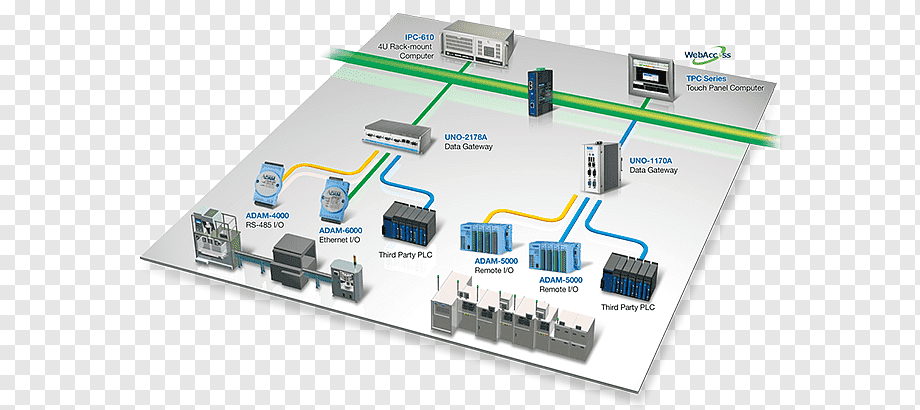 IPC-610
4U Rack-mount
Computer
WebAccess
TPC Series
Touch Panel Computer
UNO-2178A
Data Gateway
UNO-1170A
Data Gateway
ADAM-4000
RS-485 I/O
ADAM-6000
Ethernet I/O
Third Party PLC
ADAM-5000
Remote I/O
ADAM-5000
Remote I/O
Third Party PLC